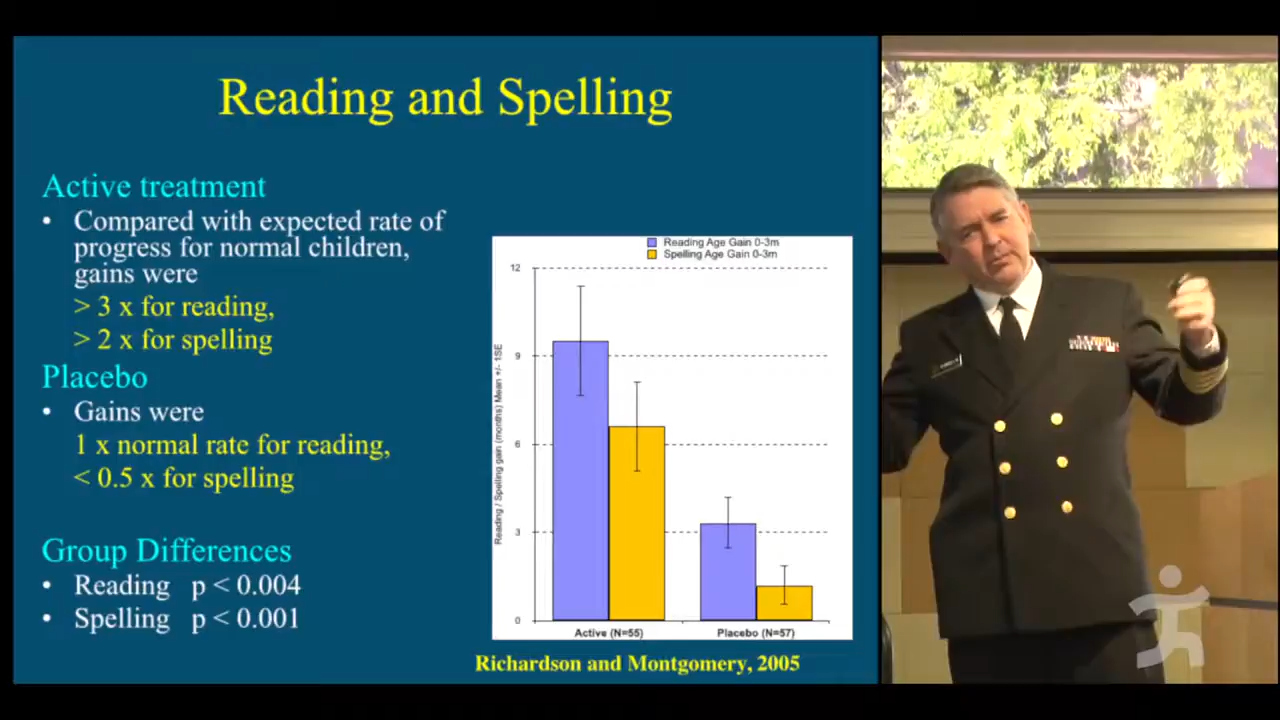 Reading and Spelling
Active treatment
• Compared with expected rate of
progress for normal children,
gains were
> 3 x for reading,
> 2 x for spelling
Placebo
• Gains were
1 x normal rate for reading,
< 0.5 x for spelling
Group Differences
• Reading p < 0.004
• Spelling p < 0.001
Reading Age Gain 0-3m
Spelling Age Gain 0-3m
Reading / Spelling gain (months) Mean +/- 1SE
12
9
6
3
0
Active (N=55)
Placebo (N=57)
Richardson and Montgomery, 2005